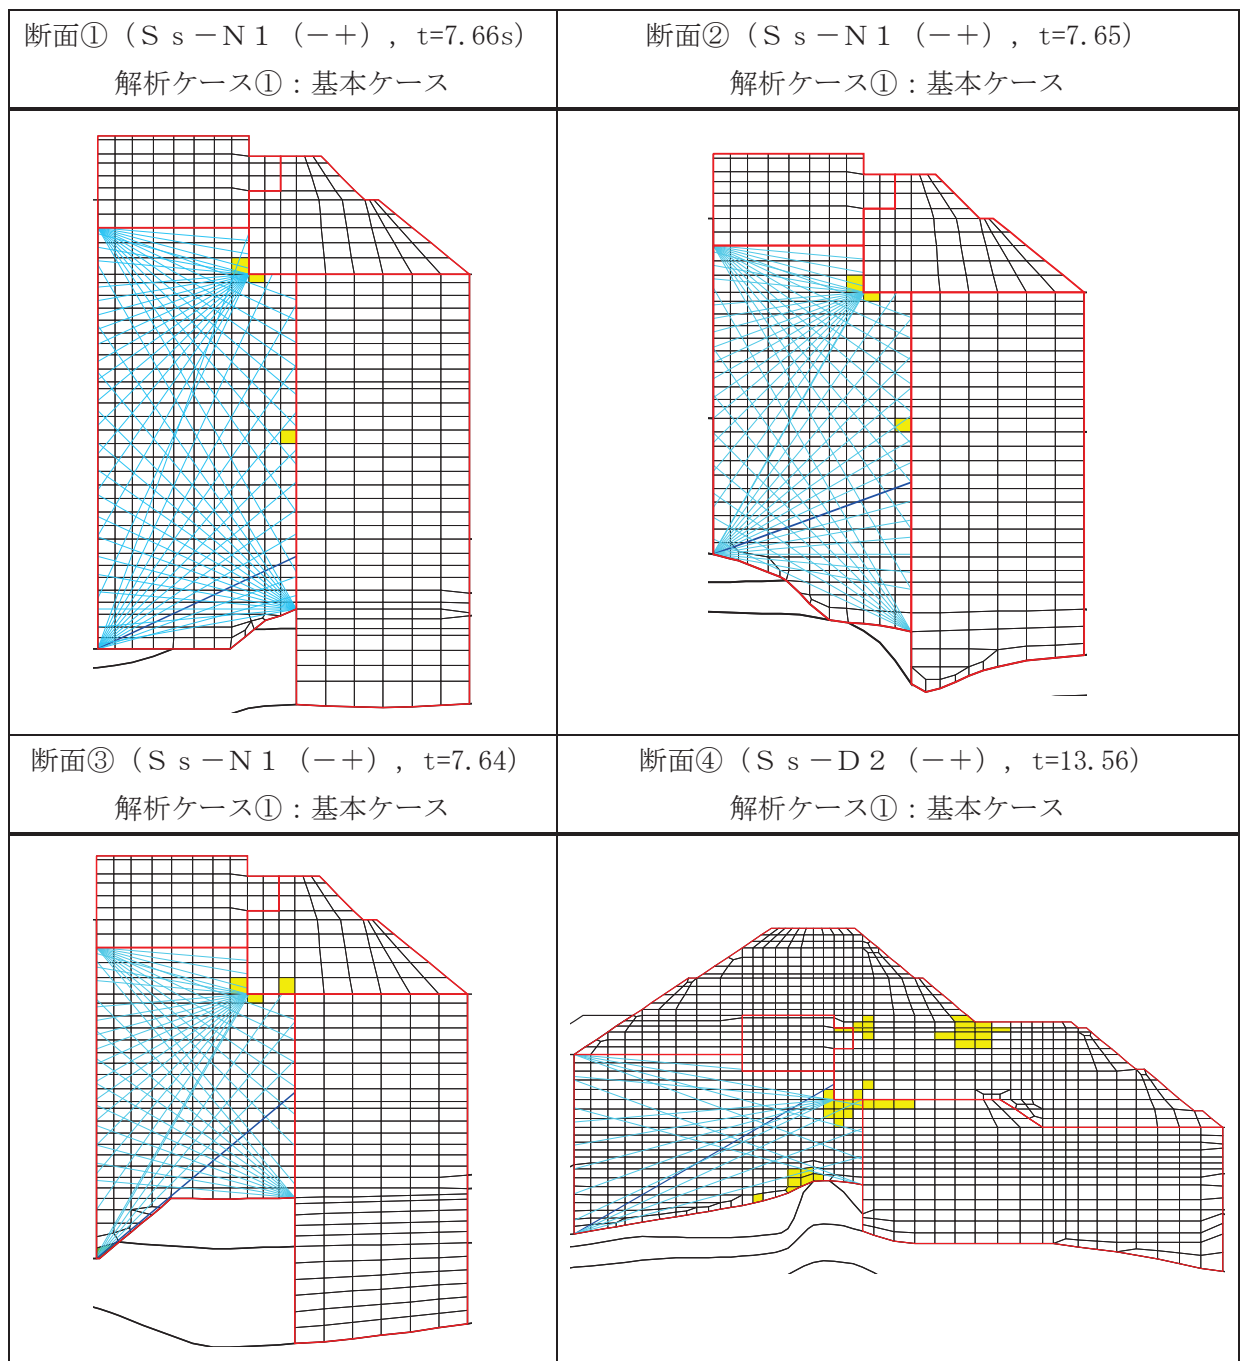 断面①（Ｓｓ－Ｎ１（－＋）, t=7.66s）
解析ケース①：基本ケース
断面②（Ｓｓ－Ｎ１（－＋）, t=7.65）
解析ケース①：基本ケース
断面③（Ｓｓ－Ｎ１（－＋）, t=7.64）
解析ケース①：基本ケース
断面④（Ｓｓ－Ｄ２（－＋）, t=13.56）
解析ケース①：基本ケース